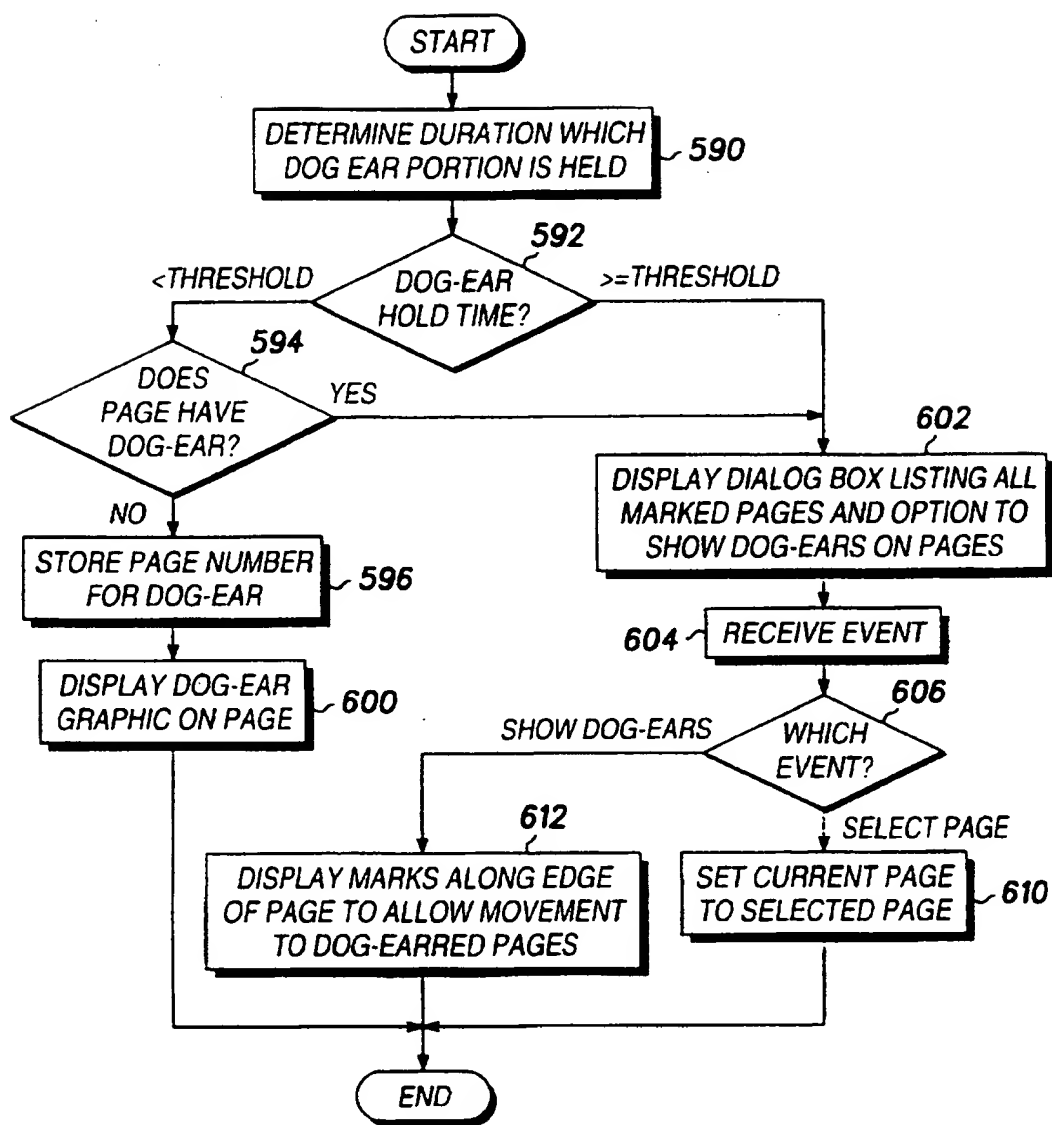 START
DETERMINE DURATION WHICH
DOG EAR PORTION IS HELD
590
592
<THRESHOLD
DOG-EAR
HOLD TIME?
>=THRESHOLD
594
DOES
PAGE HAVE
DOG-EAR?
YES
602
DISPLAY DIALOG BOX LISTING ALL
MARKED PAGES AND OPTION TO
SHOW DOG-EARS ON PAGES
NO
STORE PAGE NUMBER
FOR DOG-EAR
596
604
RECEIVE EVENT
DISPLAY DOG-EAR
GRAPHIC ON PAGE
600
606
SHOW DOG-EARS
WHICH
EVENT?
612
SELECT PAGE
DISPLAY MARKS ALONG EDGE
OF PAGE TO ALLOW MOVEMENT
TO DOG-EARRED PAGES
SET CURRENT PAGE
TO SELECTED PAGE
610
END